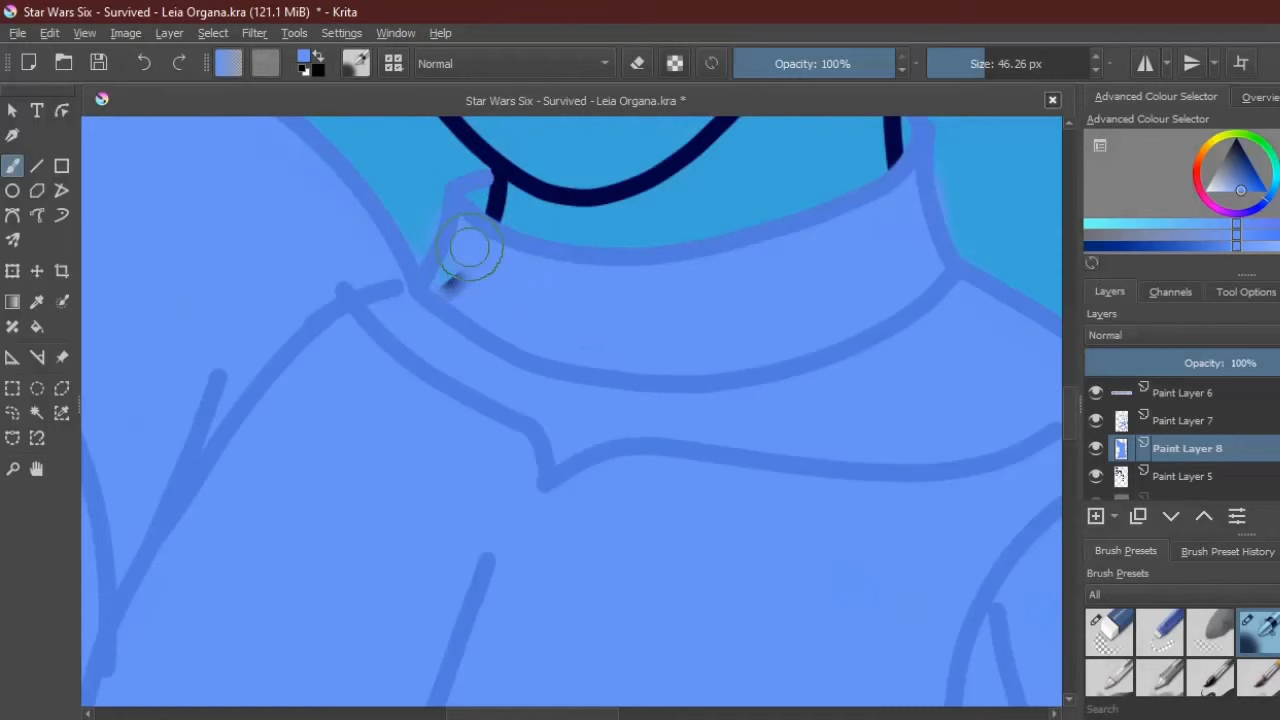 Star Wars Six - Survived - Leia Organa.kra (121.1 MiB) * - Krita
File Edit View Image Layer Select Filter Tools Settings Window Help
Normal Opacity: 100% Size: 46.26 px
Star Wars Six - Survived - Leia Organa.kra *
Advanced Colour Selector Overvie
Advanced Colour Selector
Layers Channels Tool Options
Layers
Normal
Opacity: 100%
Paint Layer 6
Paint Layer 7
Paint Layer 8
Paint Layer 5
Brush Presets Brush Preset History
Brush Presets
All
Search